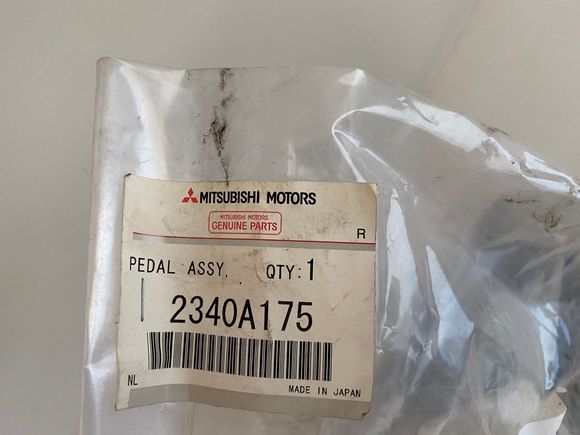 MITSUBISHI MOTORS
MITSUBISHI MOTORS
GENUINE PARTS
R
PEDAL ASSY, QTY:1
2340A175
NL
MADE IN JAPAN